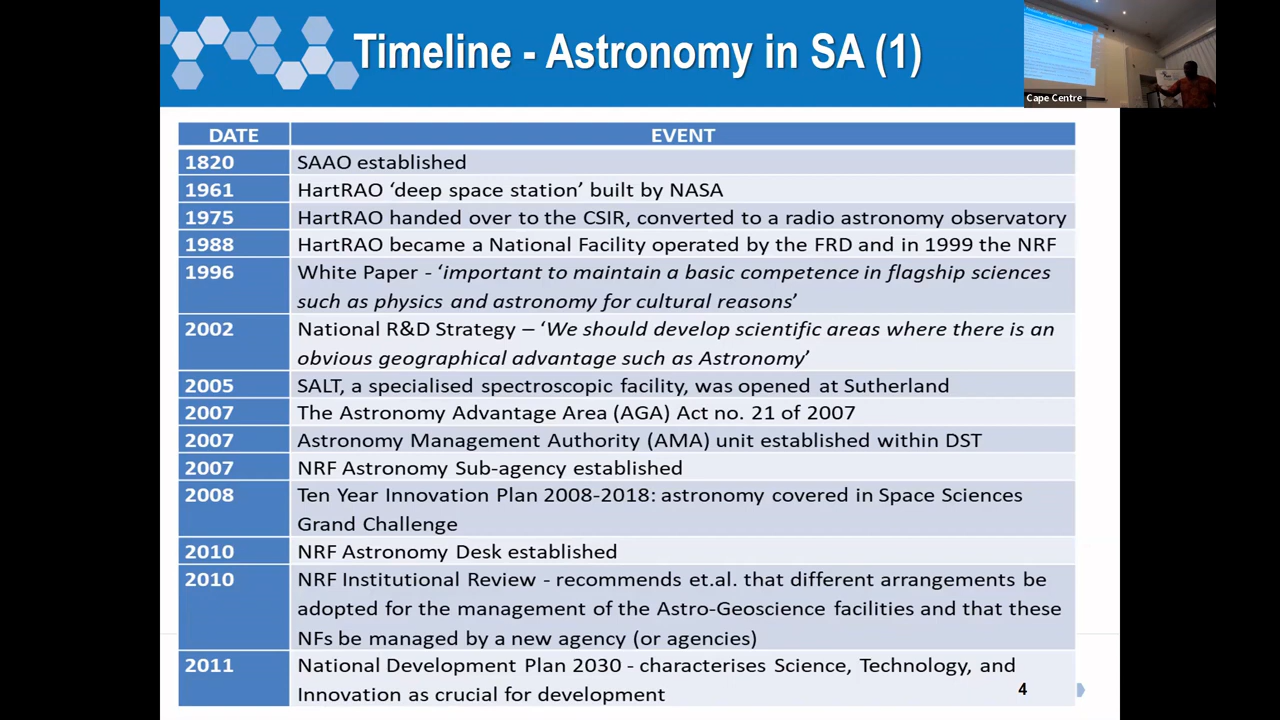 Timeline - Astronomy in SA (1)
Cape Centre
DATE EVENT
1820 SAAO established
1961 HartRAO ‘deep space station’ built by NASA
1975 HartRAO handed over to the CSIR, converted to a radio astronomy observatory
1988 HartRAO became a National Facility operated by the FRD and in 1999 the NRF
1996 White Paper - ‘important to maintain a basic competence in flagship sciences
such as physics and astronomy for cultural reasons’
2002 National R&D Strategy – ‘We should develop scientific areas where there is an
obvious geographical advantage such as Astronomy’
2005 SALT, a specialised spectroscopic facility, was opened at Sutherland
2007 The Astronomy Advantage Area (AGA) Act no. 21 of 2007
2007 Astronomy Management Authority (AMA) unit established within DST
2007 NRF Astronomy Sub-agency established
2008 Ten Year Innovation Plan 2008-2018: astronomy covered in Space Sciences
Grand Challenge
2010 NRF Astronomy Desk established
2010 NRF Institutional Review - recommends et.al. that different arrangements be
adopted for the management of the Astro-Geoscience facilities and that these
NFs be managed by a new agency (or agencies)
2011 National Development Plan 2030 - characterises Science, Technology, and
Innovation as crucial for development
4